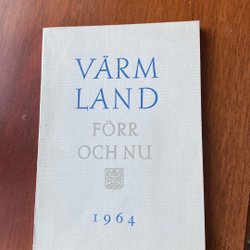 VÄRM
LAND
FÖRR
OCH NU
1964